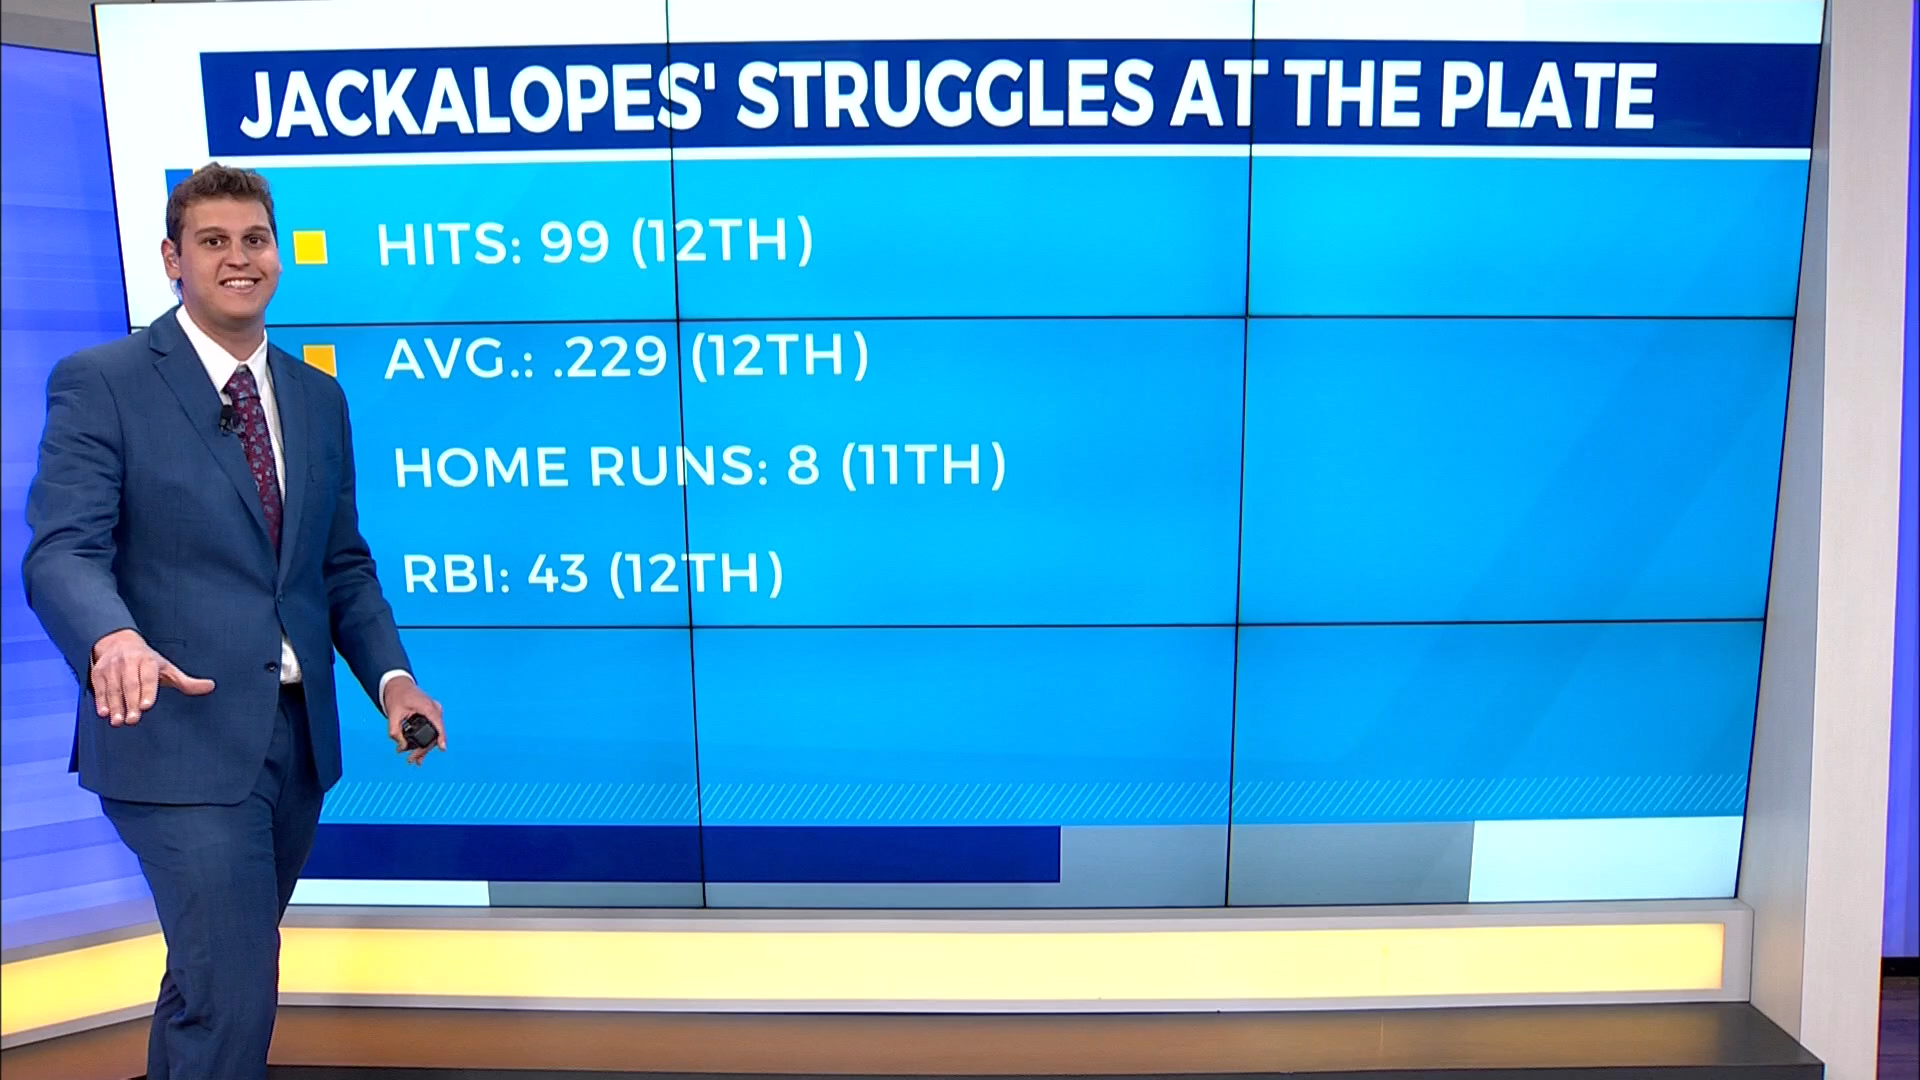 JACKALOPES' STRUGGLES AT THE PLATE
HITS: 99 (12TH)
AVG.: .229 (12TH)
HOME RUNS: 8 (11TH)
RBI: 43 (12TH)